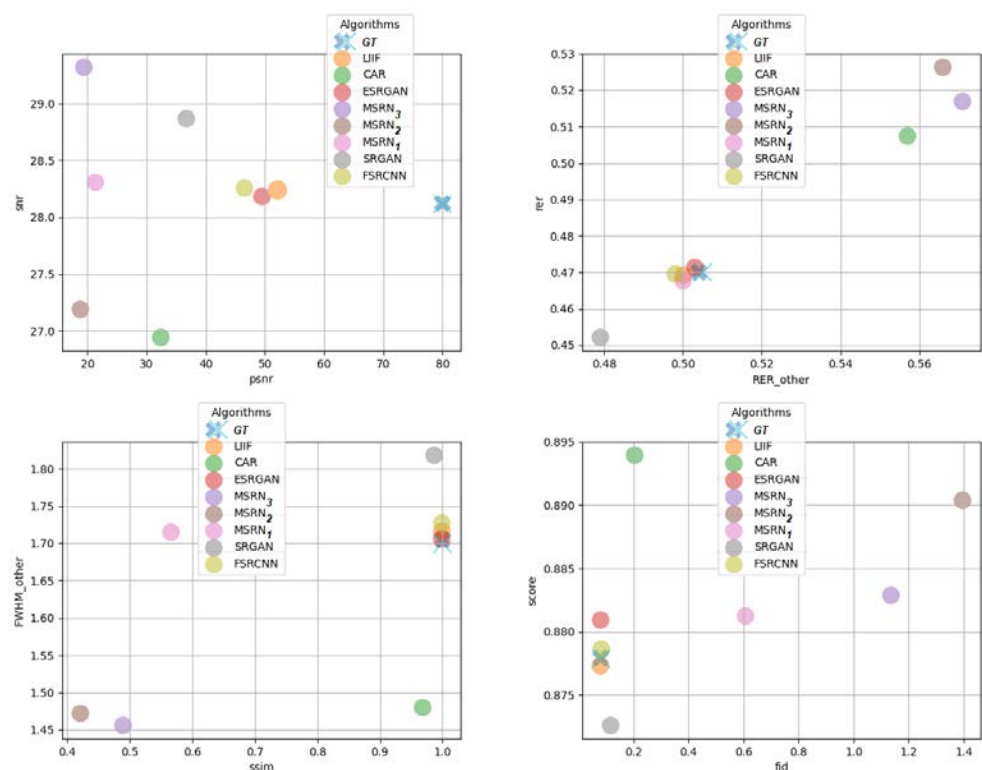 Algorithms
GT
LIIF
CAR
ESRGAN
MSRN3
MSRN2
MSRN1
SRGAN
FSRCNN
snr
29.0
28.5
28.0
27.5
27.0
20 30 40 50 60 70 80
psnr
Algorithms
GT
LIIF
CAR
ESRGAN
MSRN3
MSRN2
MSRN1
SRGAN
FSRCNN
rer
0.53
0.52
0.51
0.50
0.49
0.48
0.47
0.46
0.45
0.48 0.50 0.52 0.54 0.56
RER_other
Algorithms
GT
LIIF
CAR
ESRGAN
MSRN3
MSRN2
MSRN1
SRGAN
FSRCNN
FWHM_other
1.80
1.75
1.70
1.65
1.60
1.55
1.50
1.45
0.4 0.5 0.6 0.7 0.8 0.9 1.0
ssim
Algorithms
GT
LIIF
CAR
ESRGAN
MSRN3
MSRN2
MSRN1
SRGAN
FSRCNN
score
0.895
0.890
0.885
0.880
0.875
0.2 0.4 0.6 0.8 1.0 1.2 1.4
fid